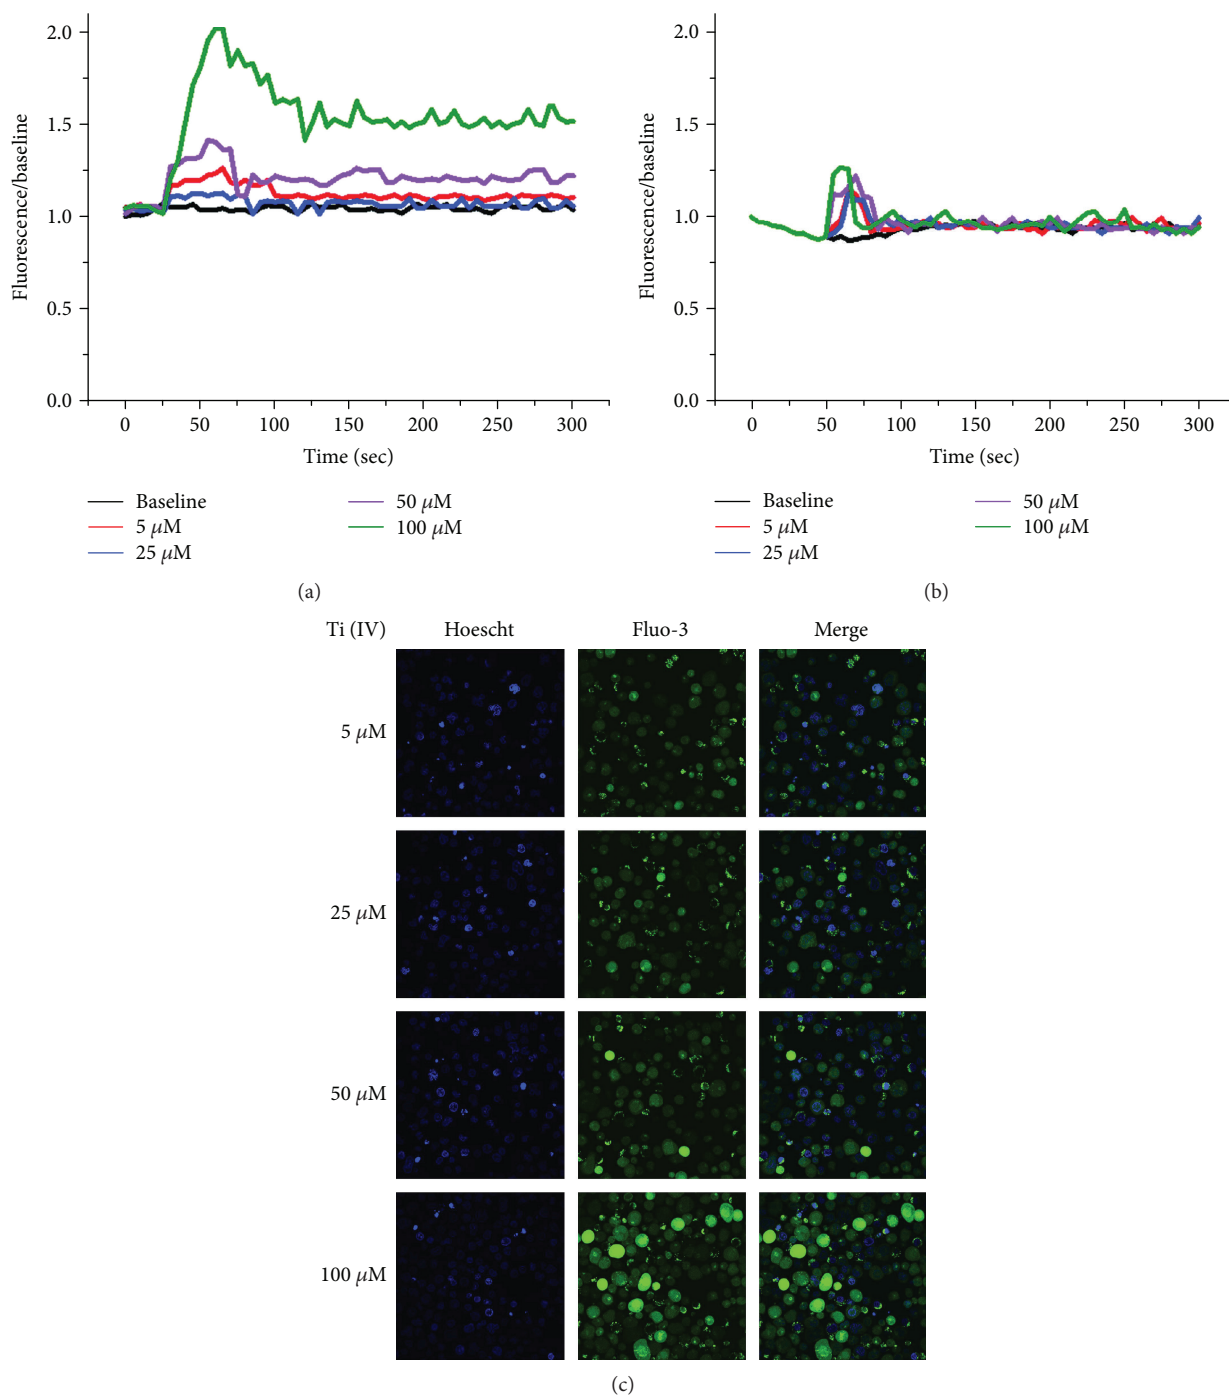 2.0
1.5
1.0
0.5
0.0
Fluorescence/baseline
0 50 100 150 200 250 300
Time (sec)
Baseline
5 μM
25 μM
50 μM
100 μM
(a)
2.0
1.5
1.0
0.5
0.0
Fluorescence/baseline
0 50 100 150 200 250 300
Time (sec)
Baseline
5 μM
25 μM
50 μM
100 μM
(b)
Ti (IV) Hoescht Fluo-3 Merge
5 μM
25 μM
50 μM
100 μM
(c)